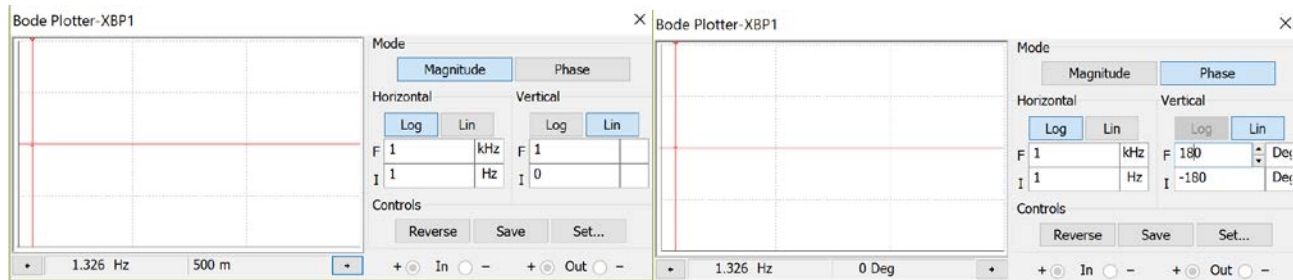 Bode Plotter-XBP1
Mode
Magnitude Phase
Horizontal Vertical
Log Lin Log Lin
F 1 kHz F 1
I 1 Hz I 0
Controls
Reverse Save Set...
1.326 Hz 500 m
+ In - + Out -
Bode Plotter-XBP1
Mode
Magnitude Phase
Horizontal Vertical
Log Lin Log Lin
F 1 kHz F 180
I 1 Hz I -180
Controls
Reverse Save Set...
1.326 Hz 0 Deg
+ In - + Out -